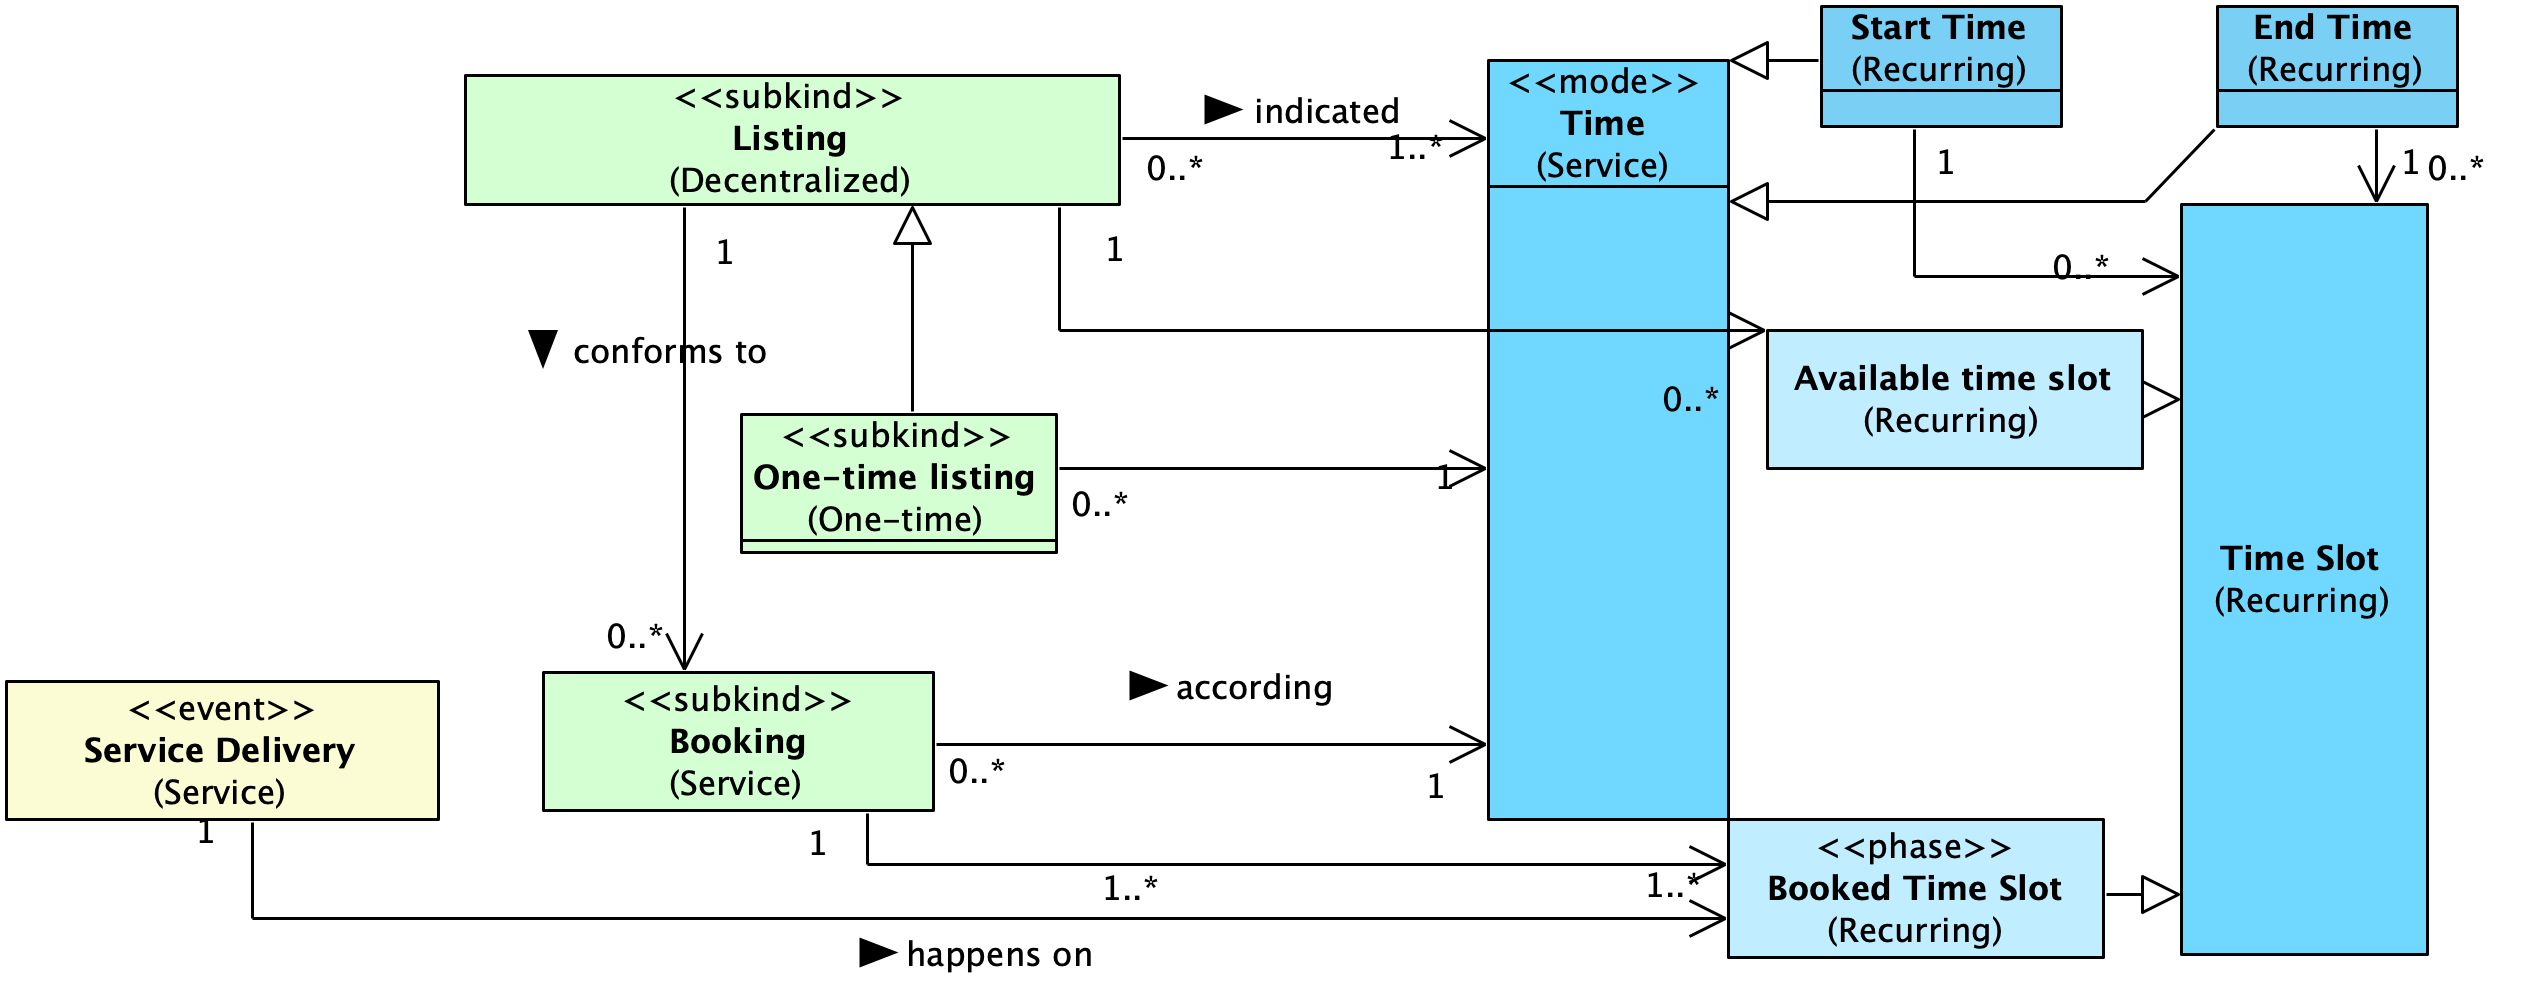 <<subkind>>
Listing
(Decentralized)
indicated
0..*
1..*
<<mode>>
Time
(Service)
Start Time
(Recurring)
End Time
(Recurring)
1
1
0..*
0..*
1
1
conforms to
<<subkind>>
One-time listing
(One-time)
0..*
1
0..*
Available time slot
(Recurring)
Time Slot
(Recurring)
0..*
<<event>>
Service Delivery
(Service)
<<subkind>>
Booking
(Service)
according
0..*
1
1
1
1..*
1..*
<<phase>>
Booked Time Slot
(Recurring)
happens on